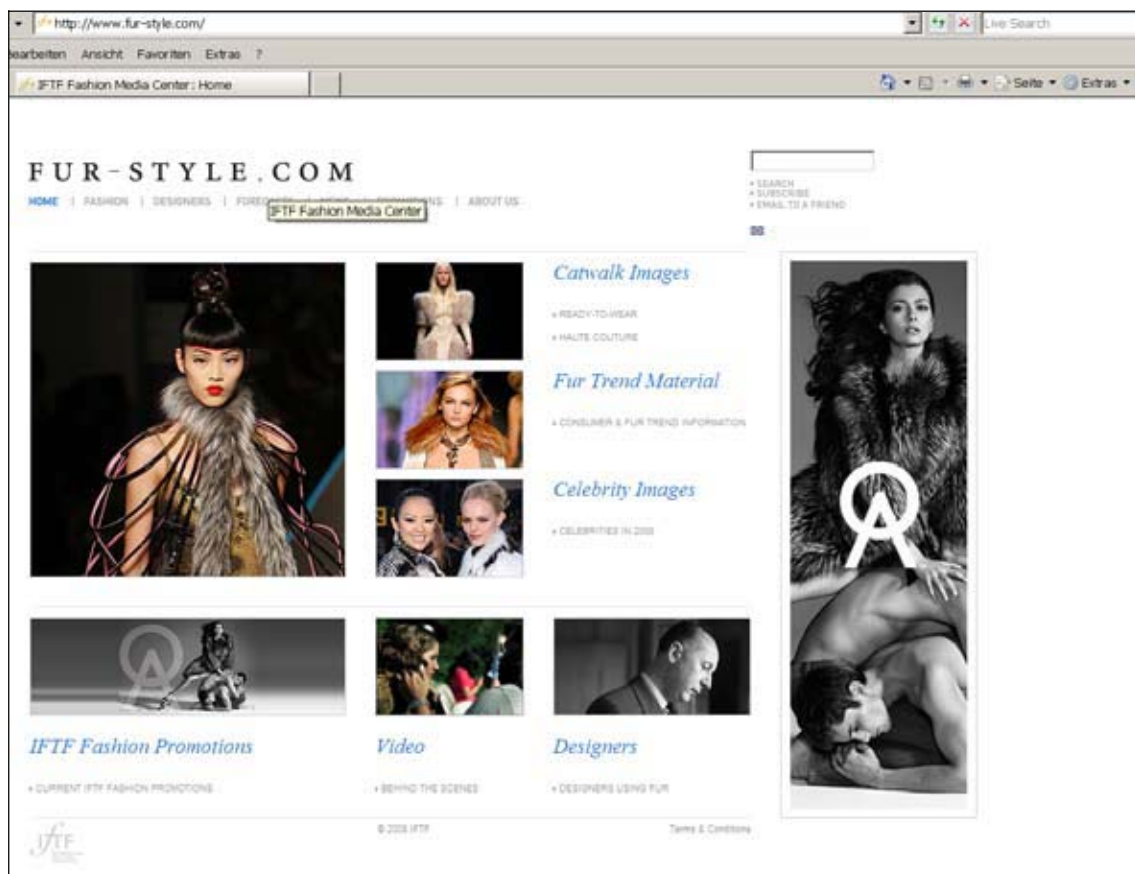 http://www.fur-style.com/
Live Search
Bearbeiten Ansicht Favoriten Extras ?
IFTF Fashion Media Center : Home
Seite Extras
FUR-STYLE.COM
SEARCH
SUBSCRIBE
EMAIL TO A FRIEND
HOME | FASHION | DESIGNERS | | ABOUT US
IFTF Fashion Media Center
Catwalk Images
READY-TO-WEAR
HAUTE COUTURE
Fur Trend Material
CONSUMER & FUR TREND INFORMATION
Celebrity Images
CELEBRITIES IN 2008
OA
IFTF Fashion Promotions
CURRENT IFTF FASHION PROMOTIONS
Video
BEHIND THE SCENES
Designers
DESIGNERS USING FUR
© 2008 IFTF
Terms & Conditions
IFTF